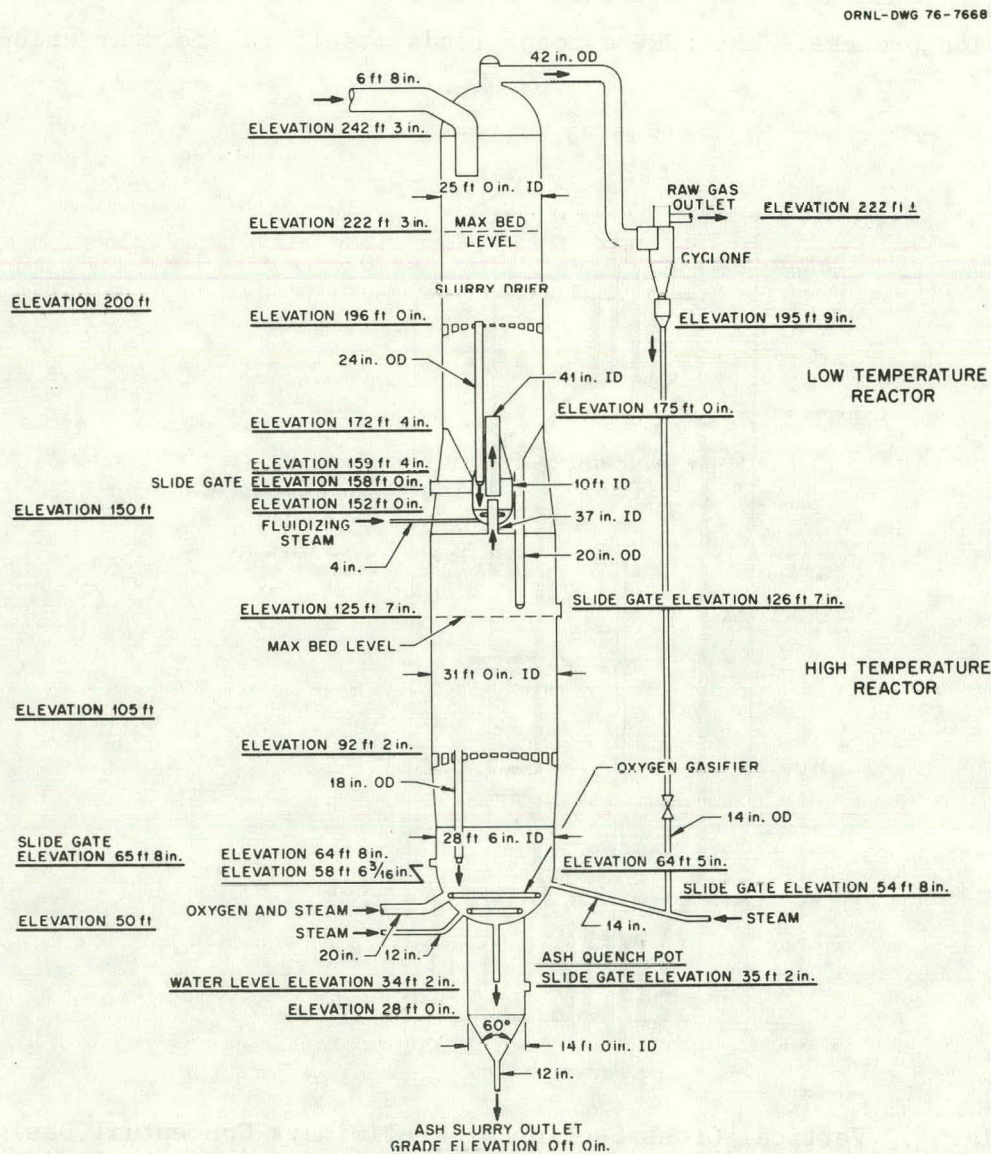 ORNL-DWG 76-7668
42 in. OD
6 ft 8 in.
ELEVATION 242 ft 3 in.
25 ft 0 in. ID
RAW GAS
OUTLET
ELEVATION 222 ft ±
ELEVATION 222 ft 3 in.
MAX BED
LEVEL
CYCLONE
SLURRY DRIER
ELEVATION 200 ft
ELEVATION 196 ft 0 in.
ELEVATION 195 ft 9 in.
24 in. OD
41 in. ID
LOW TEMPERATURE
REACTOR
ELEVATION 175 ft 0 in.
ELEVATION 172 ft 4 in.
ELEVATION 159 ft 4 in.
SLIDE GATE ELEVATION 158 ft 0 in.
10 ft ID
ELEVATION 152 ft 0 in.
ELEVATION 150 ft
37 in. ID
FLUIDIZING
STEAM
20 in. OD
4 in.
SLIDE GATE ELEVATION 126 ft 7 in.
ELEVATION 125 ft 7 in.
MAX BED LEVEL
31 ft 0 in. ID
HIGH TEMPERATURE
REACTOR
ELEVATION 105 ft
ELEVATION 92 ft 2 in.
OXYGEN GASIFIER
18 in. OD
14 in. OD
28 ft 6 in. ID
SLIDE GATE
ELEVATION 65 ft 8 in.
ELEVATION 64 ft 8 in.
ELEVATION 58 ft 6 3/16 in.
ELEVATION 64 ft 5 in.
SLIDE GATE ELEVATION 54 ft 8 in.
ELEVATION 50 ft
OXYGEN AND STEAM
STEAM
14 in.
STEAM
20 in.
12 in.
ASH QUENCH POT
SLIDE GATE ELEVATION 35 ft 2 in.
WATER LEVEL ELEVATION 34 ft 2 in.
ELEVATION 28 ft 0 in.
60°
14 ft 0 in. ID
12 in.
ASH SLURRY OUTLET
GRADE ELEVATION 0 ft 0 in.